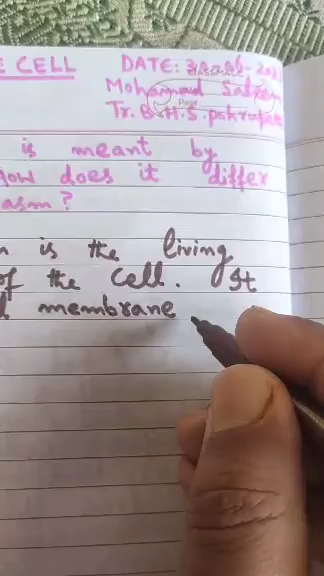 E CELL
DATE:
Mohammad
Tr. B.H.S.
is meant by
How does it differ
asm?
n is the living
of the cell. It
membrane